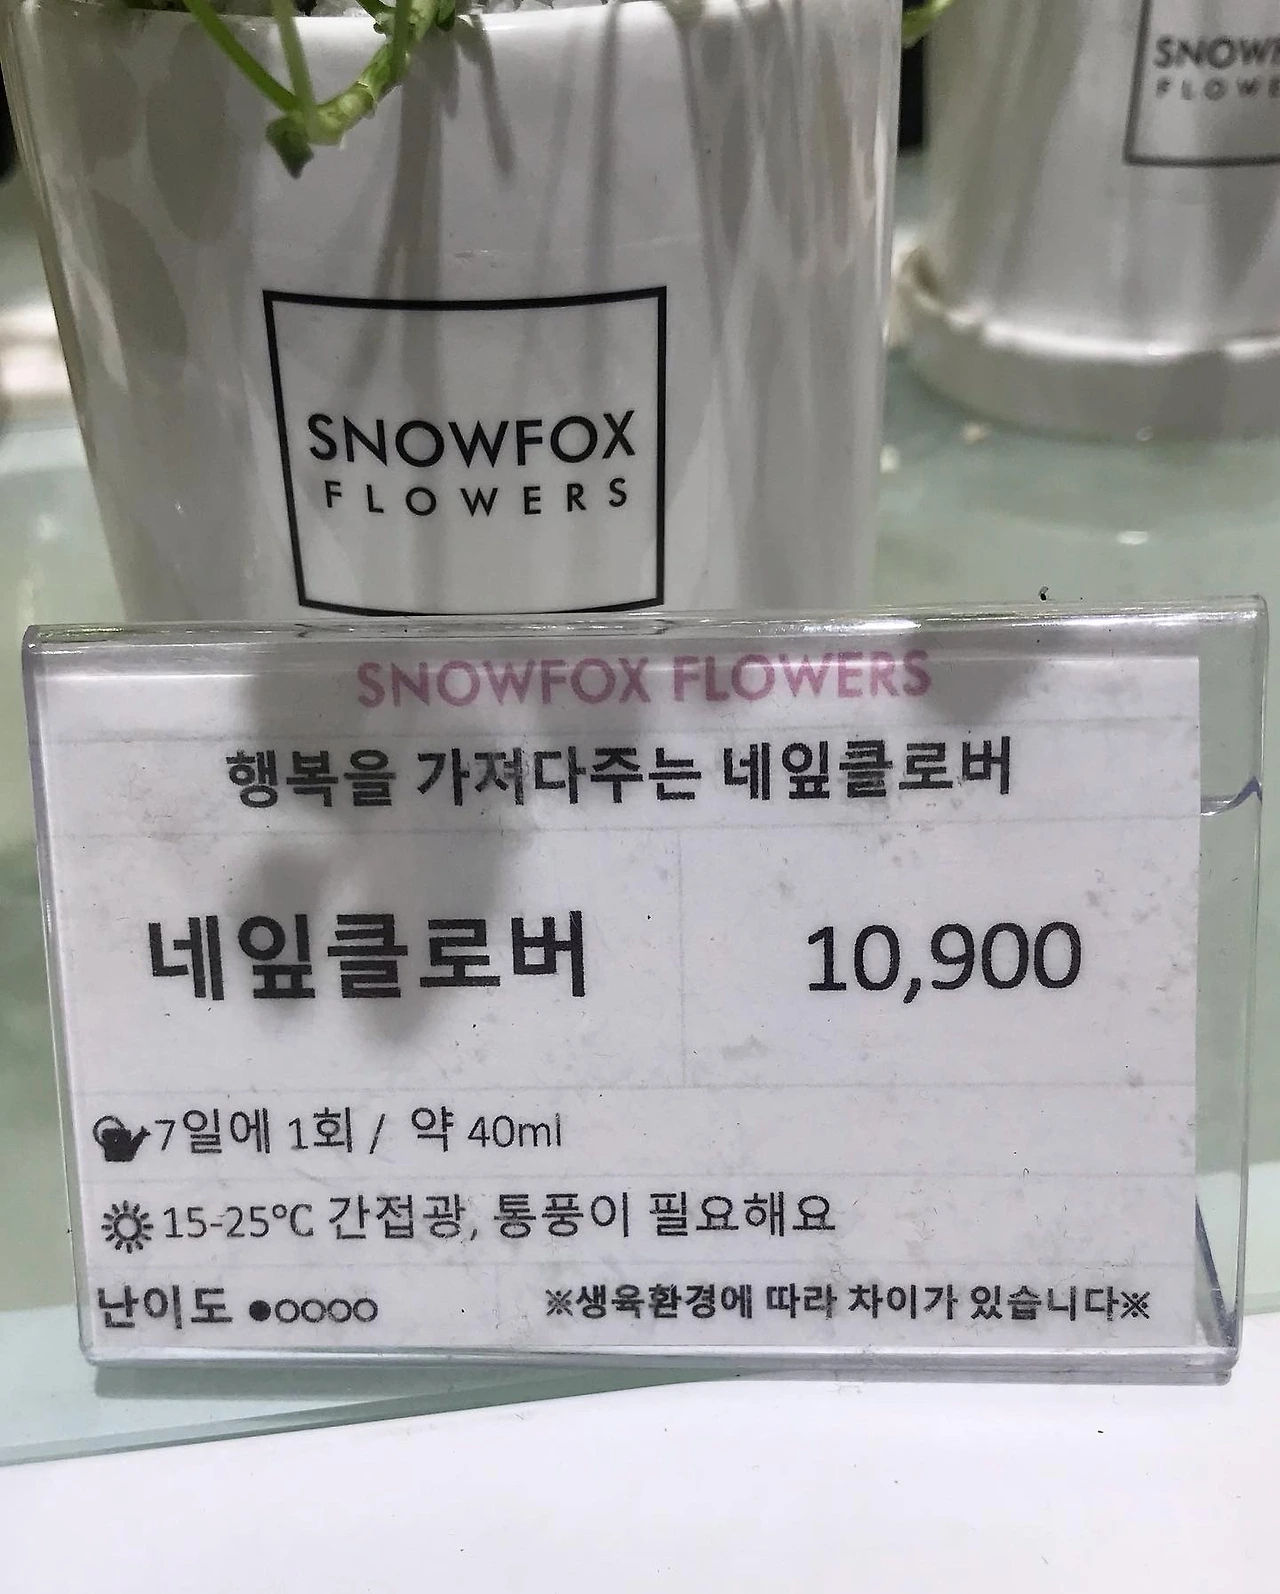 SNOWFOX
FLOWERS
SNOWFOX FLOWERS
행복을 가져다주는 네잎클로버
네잎클로버 10,900
7일에 1회 / 약 40ml
15-25℃ 간접광, 통풍이 필요해요
난이도 ●○○○○ ※생육환경에 따라 차이가 있습니다※